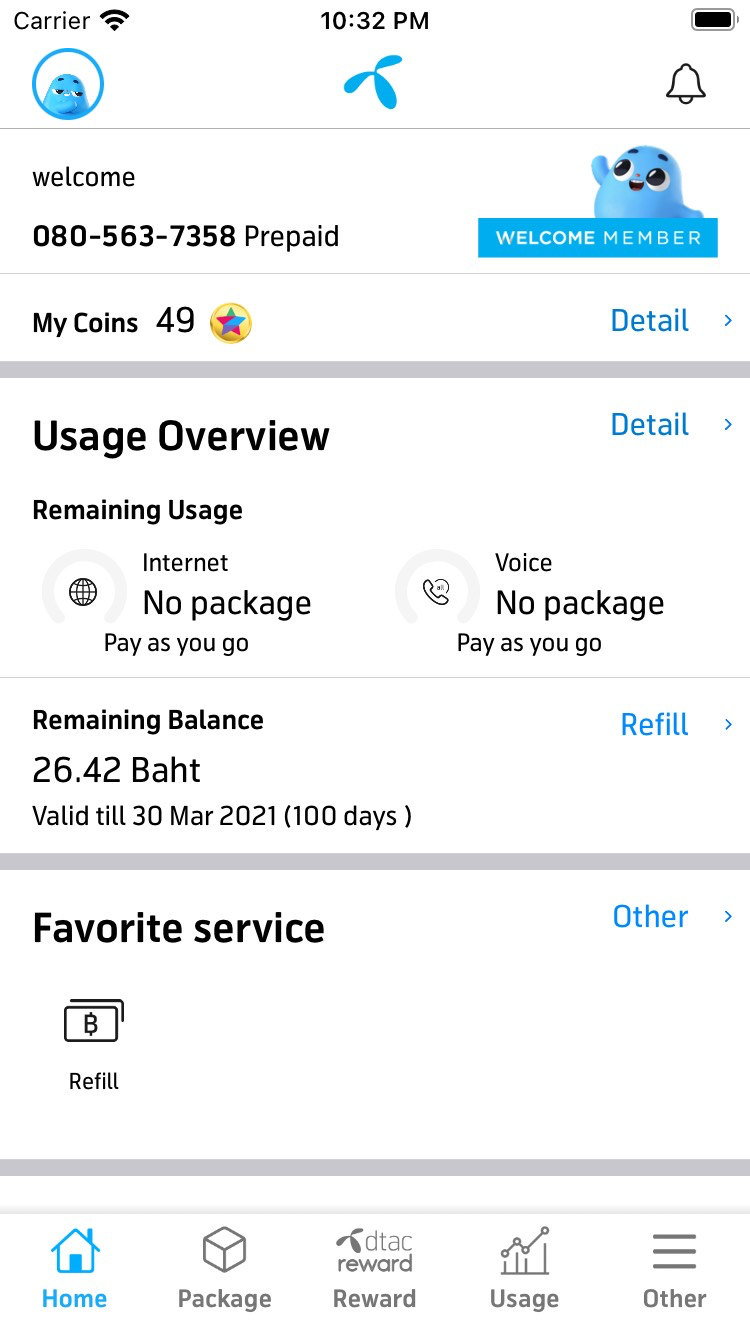 Carrier 10:32 PM
welcome
080-563-7358 Prepaid
WELCOME MEMBER
My Coins 49 Detail
Usage Overview Detail
Remaining Usage
Internet
No package
Pay as you go
Voice
No package
Pay as you go
Remaining Balance Refill
26.42 Baht
Valid till 30 Mar 2021 (100 days )
Favorite service Other
฿
Refill
dtac
reward
Home Package Reward Usage Other